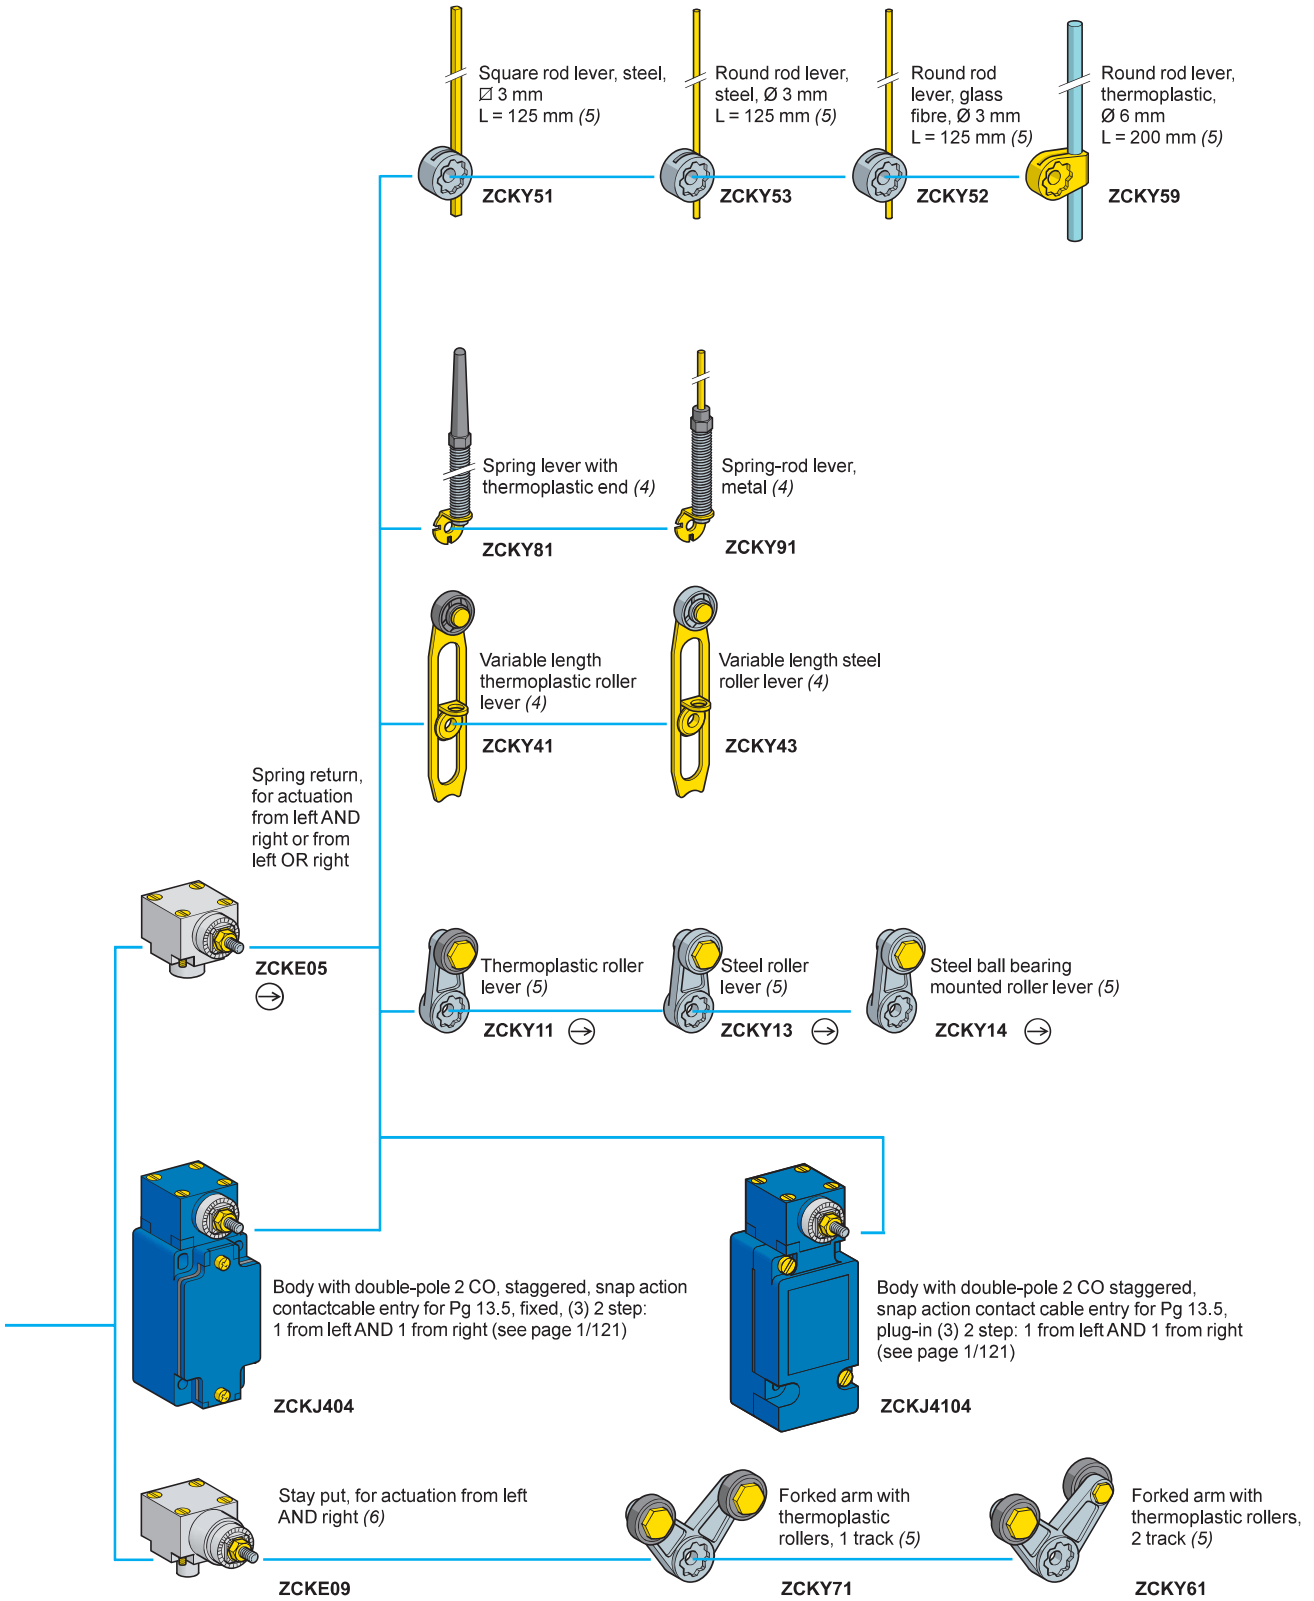 Square rod lever, steel,
⌷ 3 mm
L = 125 mm (5)
ZCKY51
Round rod lever,
steel, Ø 3 mm
L = 125 mm (5)
ZCKY53
Round rod
lever, glass
fibre, Ø 3 mm
L = 125 mm (5)
ZCKY52
Round rod lever,
thermoplastic,
Ø 6 mm
L = 200 mm (5)
ZCKY59
Spring lever with
thermoplastic end (4)
ZCKY81
Spring-rod lever,
metal (4)
ZCKY91
Variable length
thermoplastic roller
lever (4)
ZCKY41
Variable length steel
roller lever (4)
ZCKY43
Spring return,
for actuation
from left AND
right or from
left OR right
ZCKE05
Thermoplastic roller
lever (5)
ZCKY11
Steel roller
lever (5)
ZCKY13
Steel ball bearing
mounted roller lever (5)
ZCKY14
Body with double-pole 2 CO, staggered, snap action
contactcable entry for Pg 13.5, fixed, (3) 2 step:
1 from left AND 1 from right (see page 1/121)
ZCKJ404
Body with double-pole 2 CO staggered,
snap action contact cable entry for Pg 13.5,
plug-in (3) 2 step: 1 from left AND 1 from right
(see page 1/121)
ZCKJ4104
Stay put, for actuation from left
AND right (6)
ZCKE09
Forked arm with
thermoplastic
rollers, 1 track (5)
ZCKY71
Forked arm with
thermoplastic rollers,
2 track (5)
ZCKY61